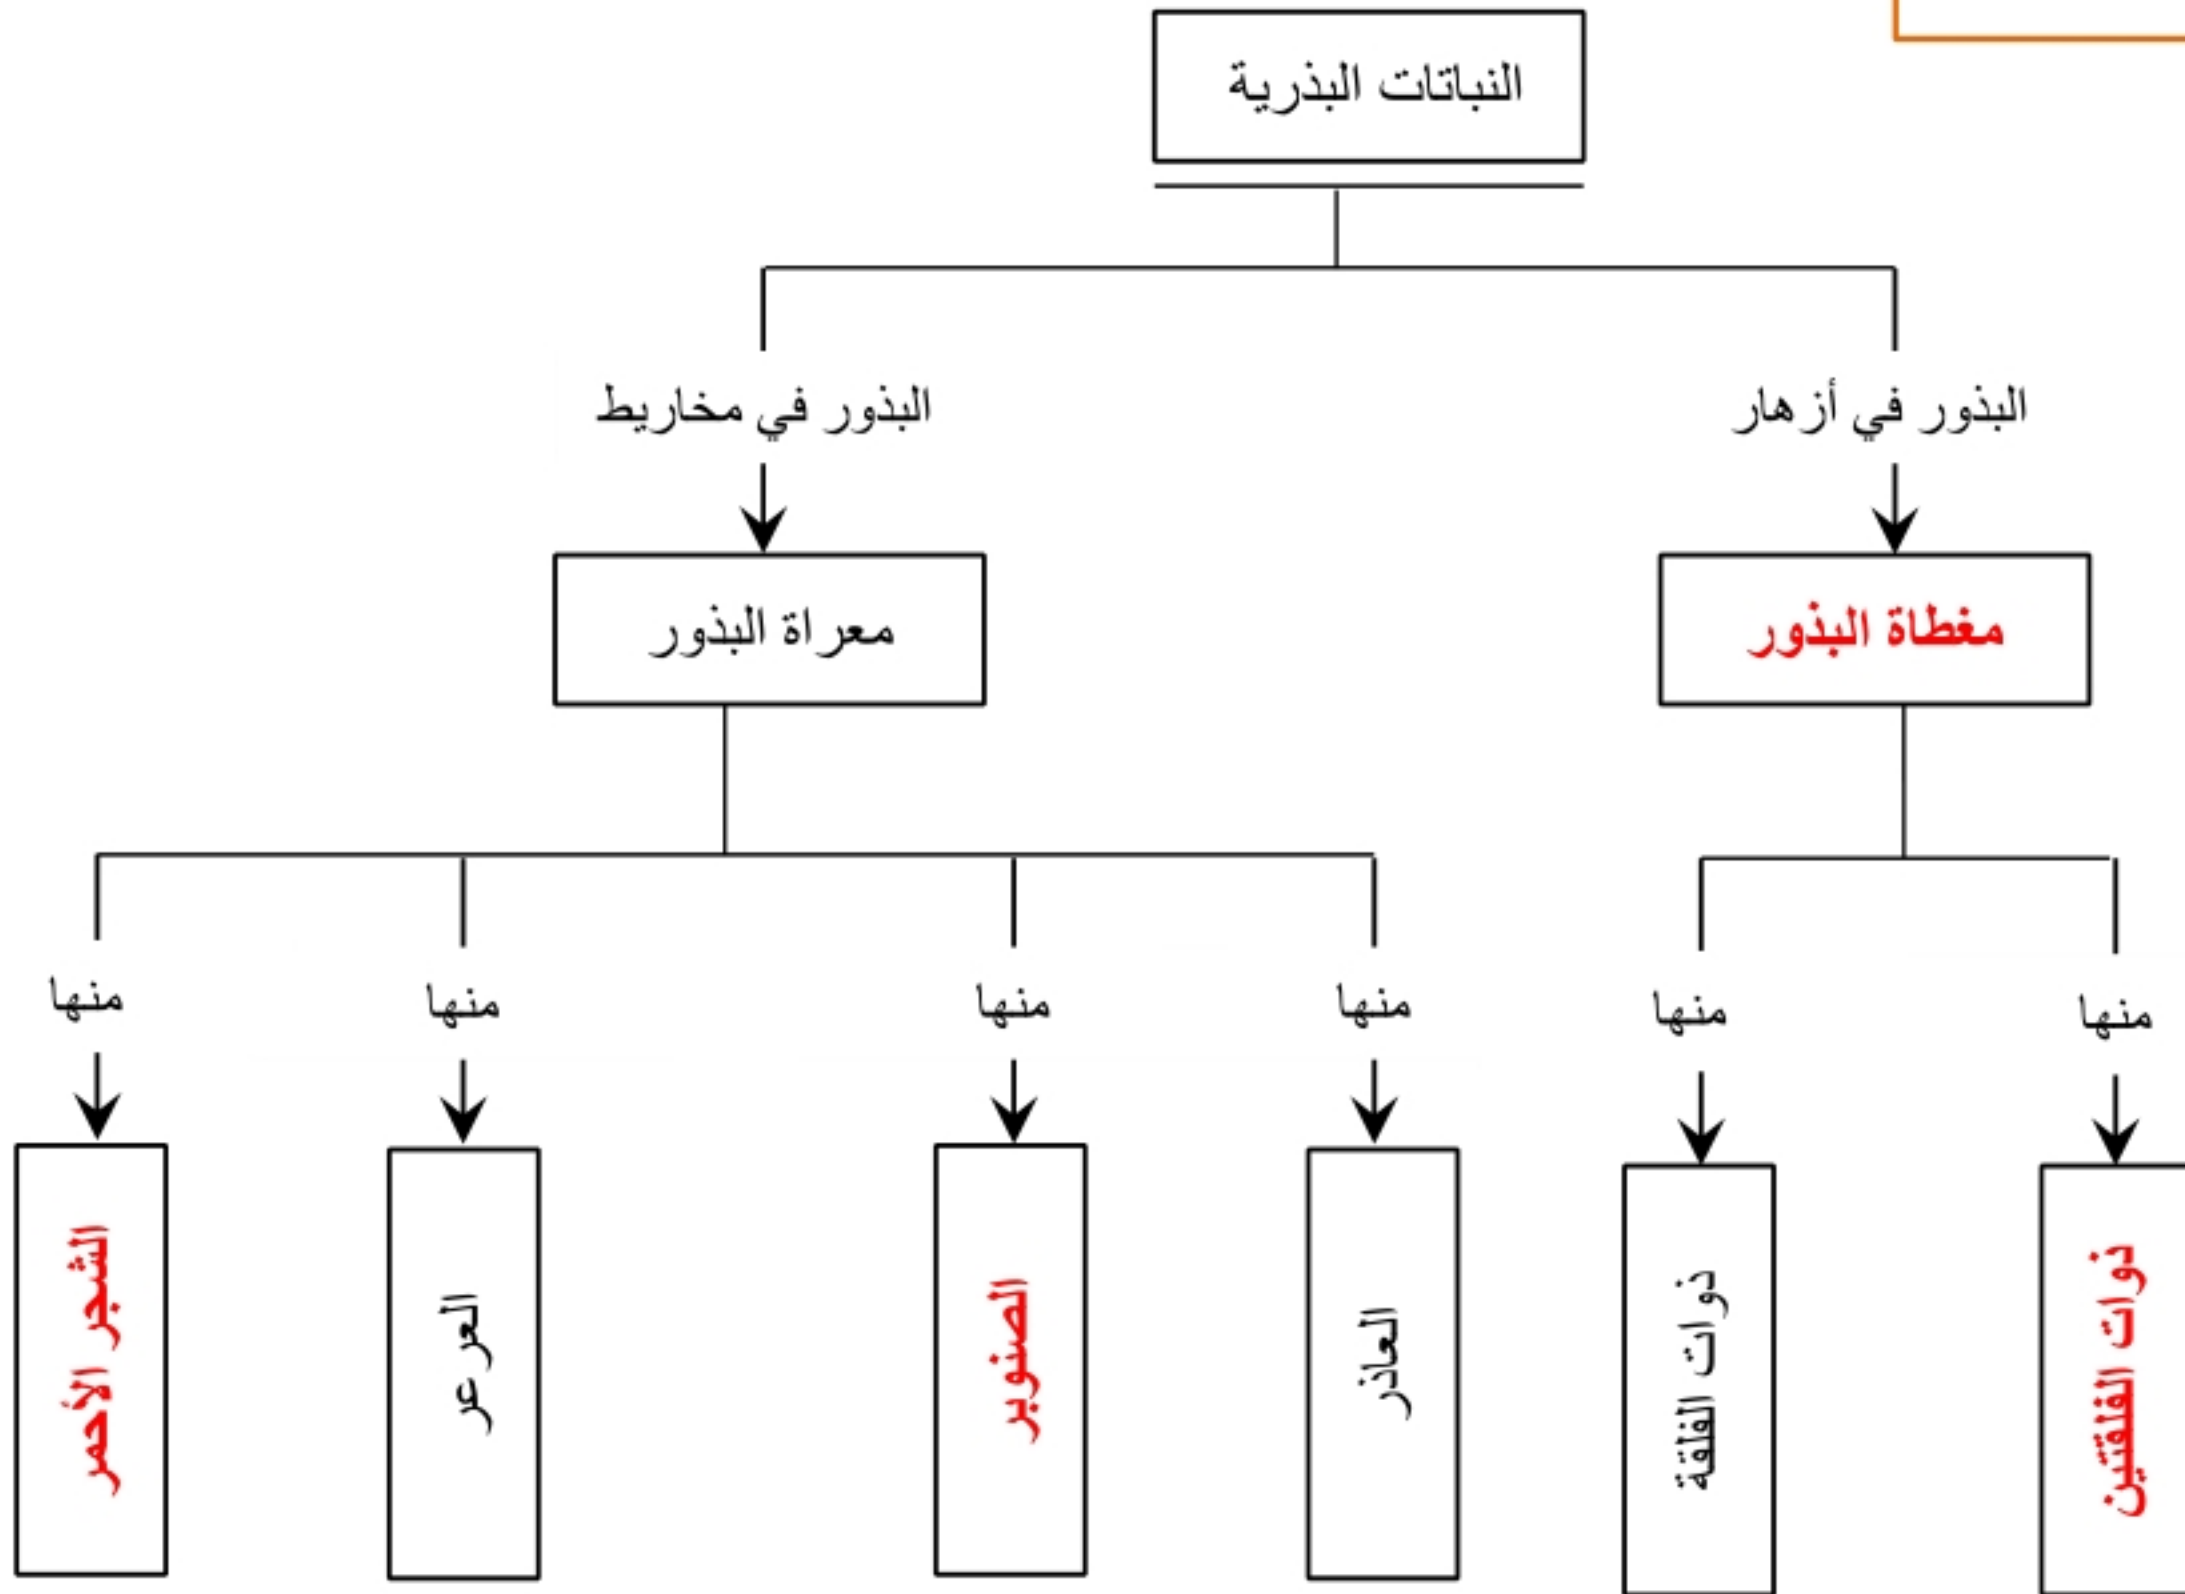 النباتات البذرية
البذور في أزهار
البذور في مخاريط
مغطاة البذور
معراة البذور
منها
منها
منها
منها
منها
منها
ذوات الفلقتين
ذوات الفلقة
العاذر
الصنوبر
العرعر
الشجر الأحمر